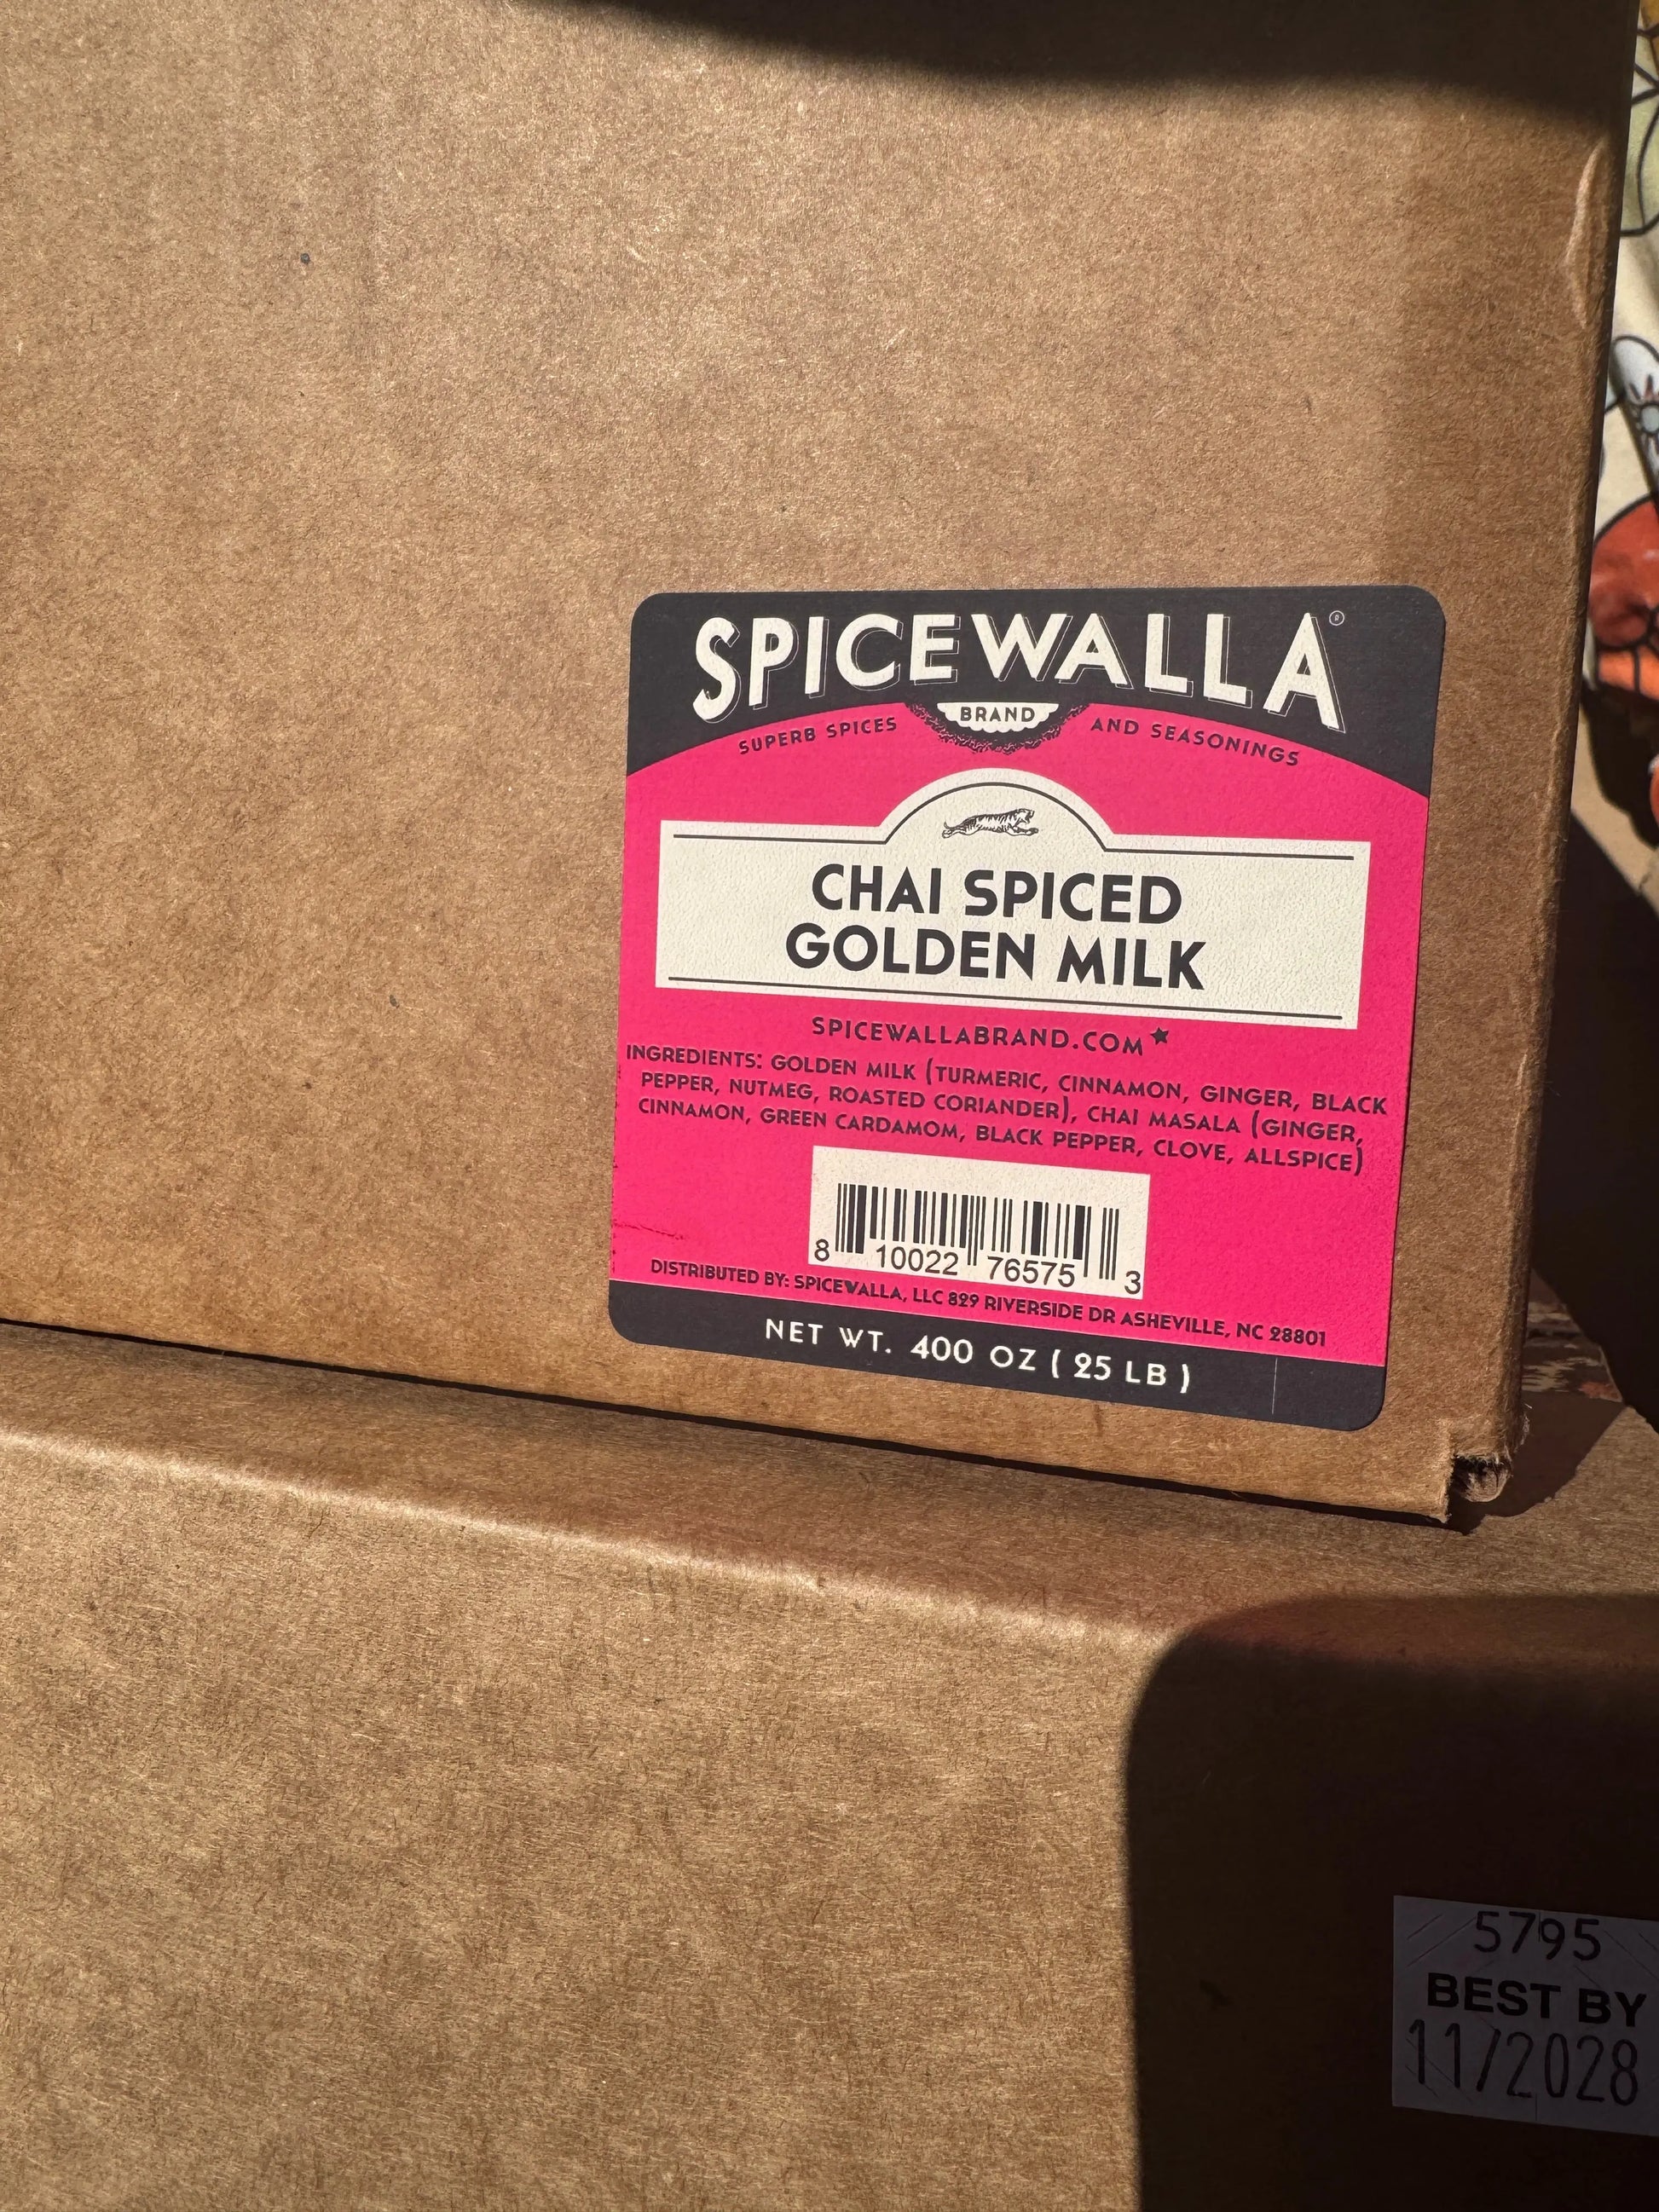 SPICEWALLA®
BRAND
SUPERB SPICES AND SEASONINGS
CHAI SPICED
GOLDEN MILK
SPICEWALLABRAND.COM★
INGREDIENTS: GOLDEN MILK (TURMERIC, CINNAMON, GINGER, BLACK
PEPPER, NUTMEG, ROASTED CORIANDER), CHAI MASALA (GINGER,
CINNAMON, GREEN CARDAMOM, BLACK PEPPER, CLOVE, ALLSPICE)
8 10022 76575 3
DISTRIBUTED BY: SPICEWALLA, LLC 829 RIVERSIDE DR ASHEVILLE, NC 28801
NET WT. 400 OZ ( 25 LB )
5795
BEST BY
11/2028